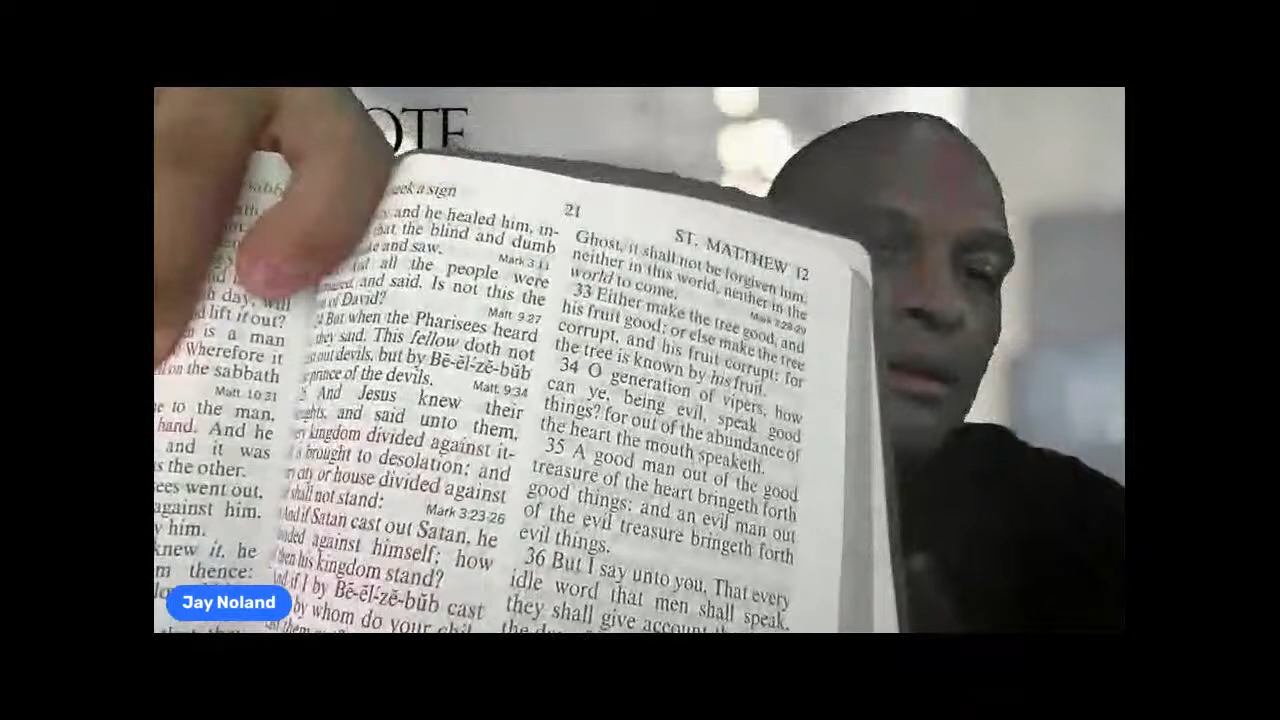 OTE
seek a sign
21
ST. MATTHEW 12
day, will
lift it out?
is a man
Wherefore it
on the sabbath
Matt. 10:31
to the man,
hand. And he
and it was
the other.
went out,
against him.
him.
knew it, he
thence:
and he healed him, in-
that the blind and dumb
and saw.
Mark 3:11
all the people were
and said, Is not this the
of David?
Matt. 9:27
But when the Pharisees heard
they said, This fellow doth not
out devils, but by Bē-ĕl′-zĕ-bŭb
prince of the devils.
Matt. 9:34
And Jesus knew their
and said unto them,
kingdom divided against it-
brought to desolation; and
city or house divided against
shall not stand:
Mark 3:23-26
And if Satan cast out Satan, he
against himself; how
then his kingdom stand?
And if I by Bē-ĕl′-zĕ-bŭb cast
by whom do your
Ghost, it shall not be forgiven him,
neither in this world, neither in the
world to come.
Mark 3:28-29
33 Either make the tree good, and
his fruit good; or else make the tree
corrupt, and his fruit corrupt: for
the tree is known by his fruit.
34 O generation of vipers, how
can ye, being evil, speak good
things? for out of the abundance of
the heart the mouth speaketh.
35 A good man out of the good
treasure of the heart bringeth forth
good things: and an evil man out
of the evil treasure bringeth forth
evil things.
36 But I say unto you, That every
idle word that men shall speak,
they shall give account
Jay Noland